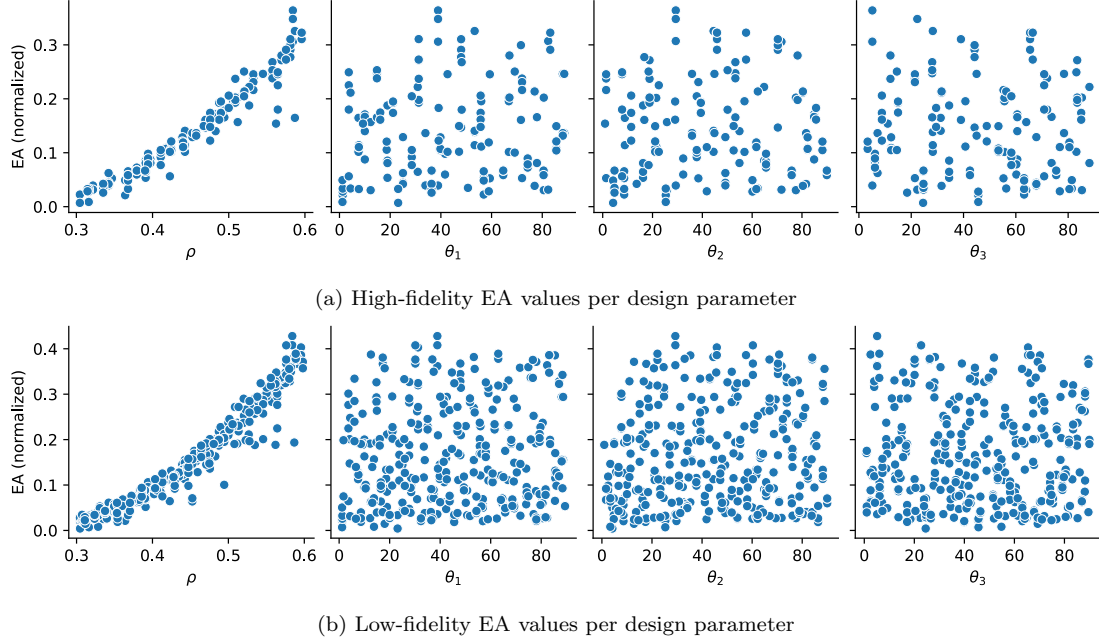 EA (normalized)
0.3
0.2
0.1
0.0
0.3 0.4 0.5 0.6
0 20 40 60 80
0 20 40 60 80
0 20 40 60 80
ρ
θ1
θ2
θ3
(a) High-fidelity EA values per design parameter
EA (normalized)
0.4
0.3
0.2
0.1
0.0
0.3 0.4 0.5 0.6
0 20 40 60 80
0 20 40 60 80
0 20 40 60 80
ρ
θ1
θ2
θ3
(b) Low-fidelity EA values per design parameter